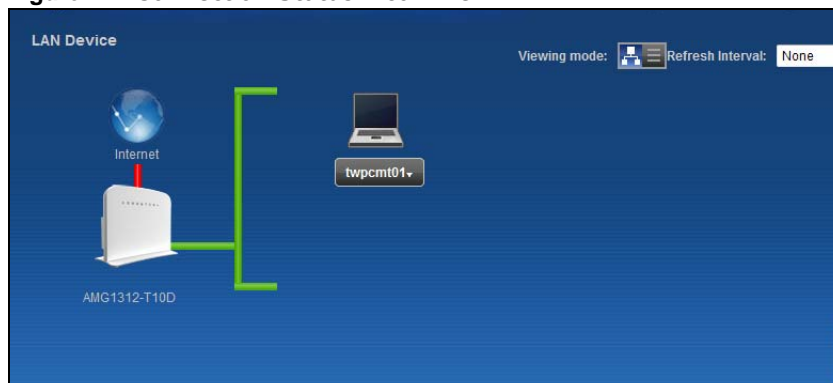 LAN Device
Viewing mode:
Refresh Interval:
None
Internet
twpcmt01
AMG1312-T10D